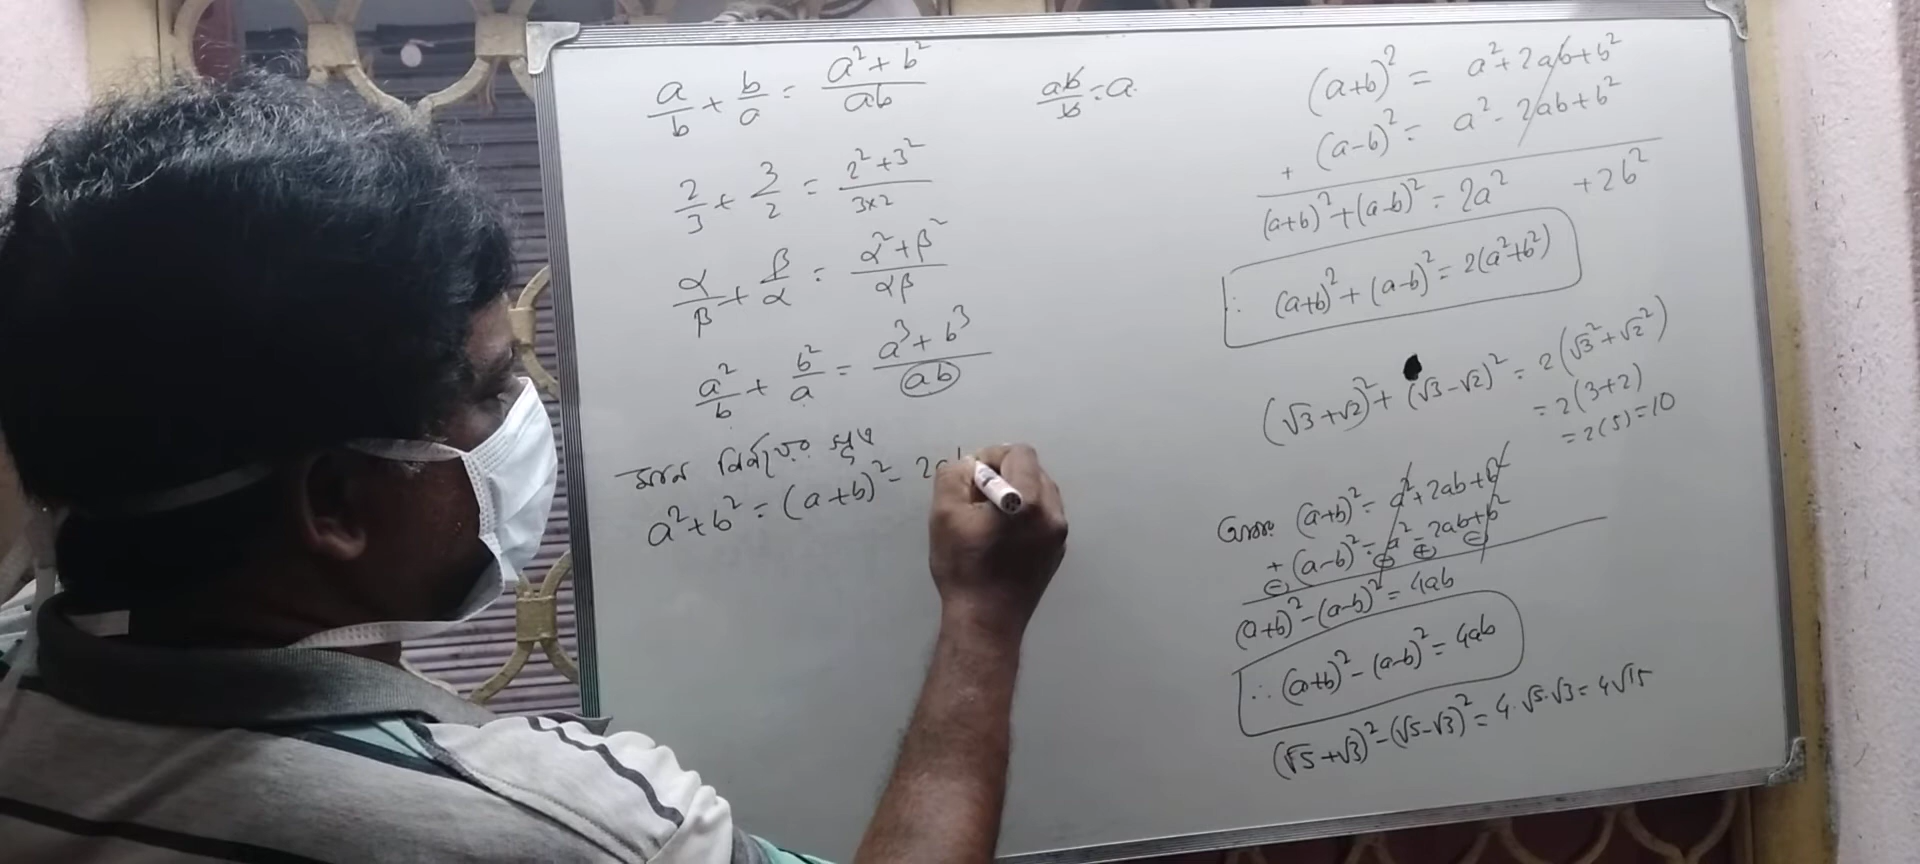 a/b + b/a = (a² + b²)/ab
ab/b = a.
2/3 + 3/2 = (2² + 3²)/(3×2)
α/β + β/α = (α² + β²)/αβ
a²/b + b²/a = (a³ + b³)/ab
মান নির্ণয়ের সূত্র
a² + b² = (a+b)² - 2ab
(a+b)² = a² + 2ab + b²
+ (a-b)² = a² - 2ab + b²
(a+b)² + (a-b)² = 2a² + 2b²
∴ (a+b)² + (a-b)² = 2(a²+b²)
(√3+√2)² + (√3-√2)² = 2(√3² + √2²)
= 2(3+2)
= 2(5) = 10
(a+b)² = a² + 2ab + b²
+ (a-b)² = a² - 2ab + b²
(-) (-) (+) (-)
(a+b)² - (a-b)² = 4ab
∴ (a+b)² - (a-b)² = 4ab
(√5+√3)² - (√5-√3)² = 4.√5.√3 = 4√15